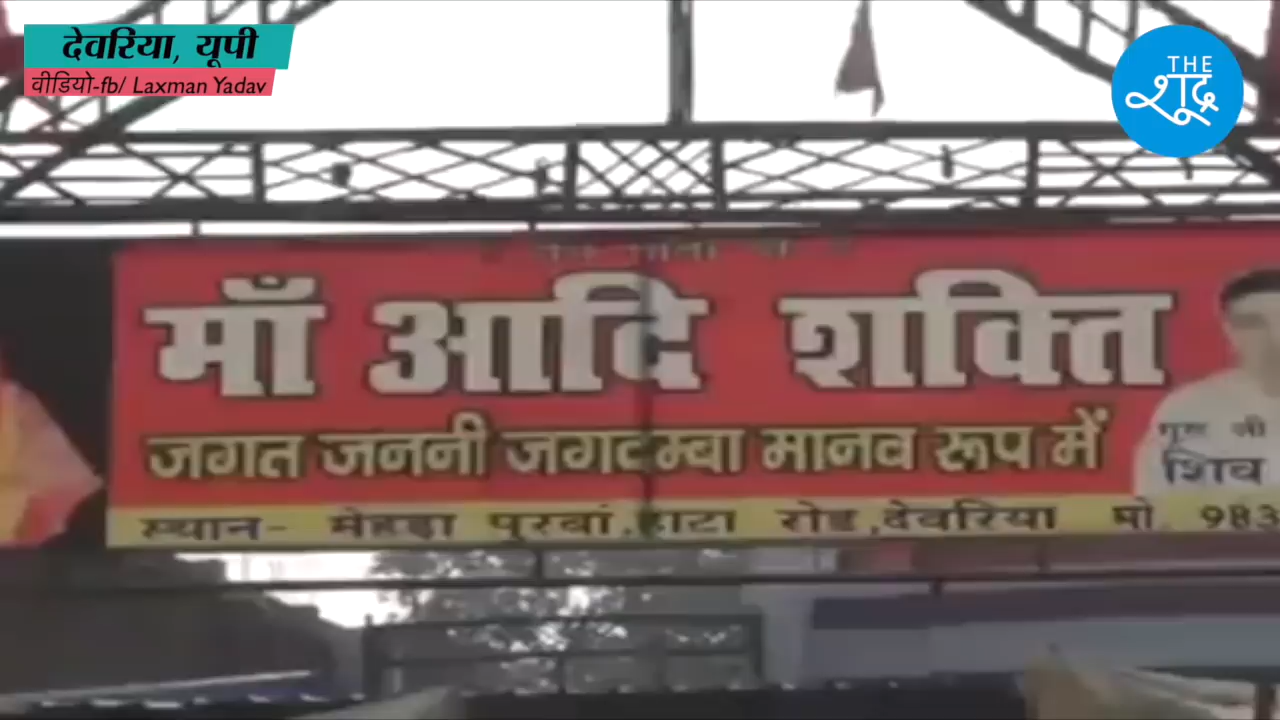 देवरिया, यूपी
वीडियो-fb/ Laxman Yadav
THE
शूद्र
माँ आदि शक्ति
जगत जननी जगदम्बा मानव रूप में
गुरू जी
शिव
स्थान- मेहड़ा पुरवां,हाटा रोड,देवरिया मो. 983